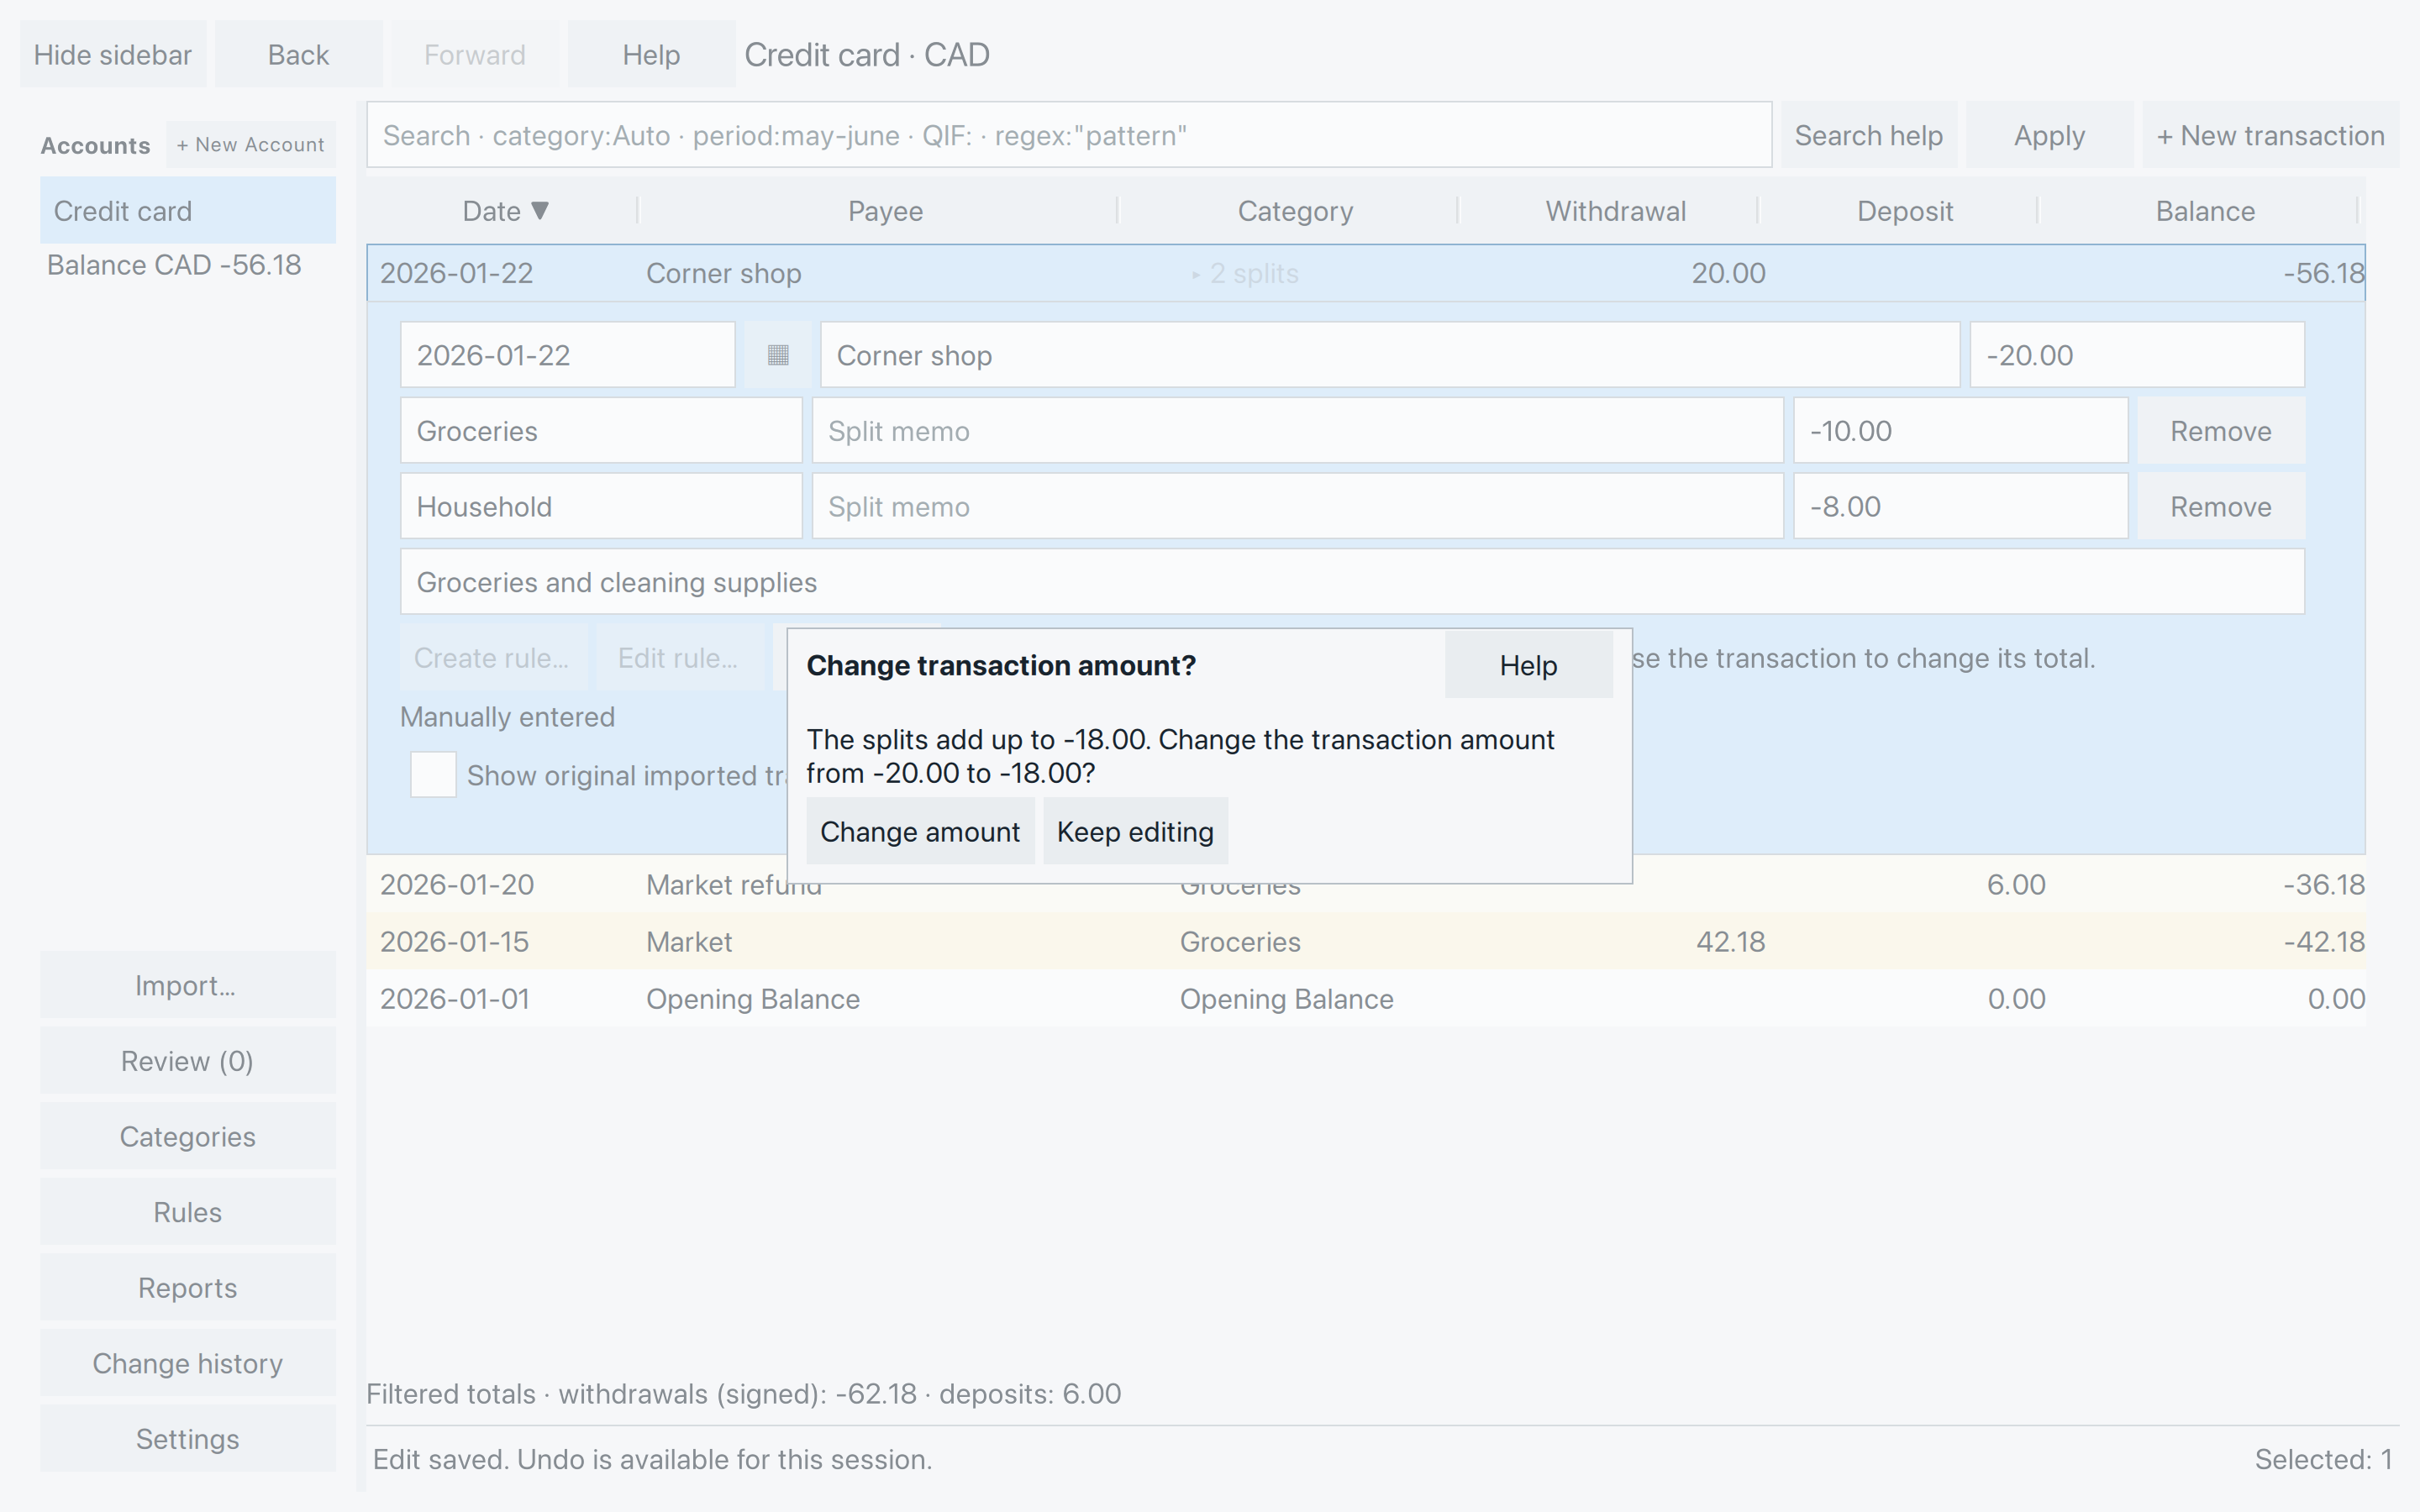 Hide sidebar Back Forward Help Credit card · CAD
Accounts + New Account
Search · category:Auto · period:may-june · QIF: · regex:"pattern" Search help Apply + New transaction
Credit card
Balance CAD -56.18
Date ▼ Payee Category Withdrawal Deposit Balance
2026-01-22 Corner shop ▸ 2 splits 20.00 -56.18
2026-01-22 ▦ Corner shop -20.00
Groceries Split memo -10.00 Remove
Household Split memo -8.00 Remove
Groceries and cleaning supplies
Create rule... Edit rule... se the transaction to change its total.
Manually entered
Show original imported tr
Change transaction amount? Help
The splits add up to -18.00. Change the transaction amount
from -20.00 to -18.00?
Change amount Keep editing
2026-01-20 Market refund Groceries 6.00 -36.18
2026-01-15 Market Groceries 42.18 -42.18
2026-01-01 Opening Balance Opening Balance 0.00 0.00
Import...
Review (0)
Categories
Rules
Reports
Change history
Settings
Filtered totals · withdrawals (signed): -62.18 · deposits: 6.00
Edit saved. Undo is available for this session. Selected: 1